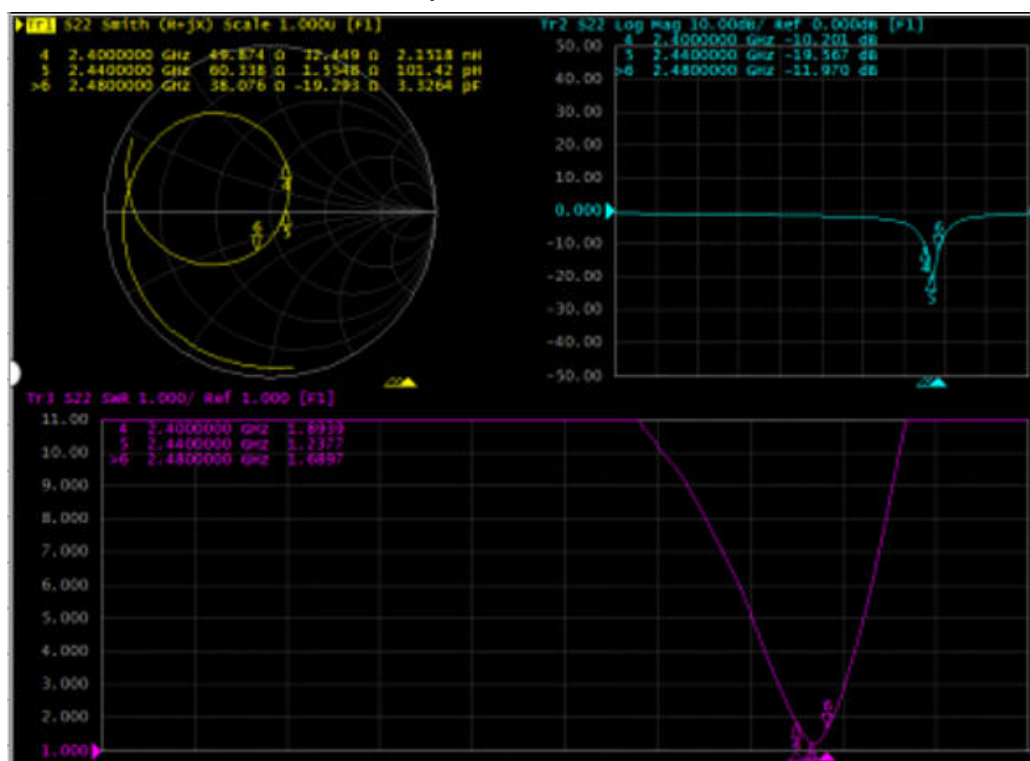 Tr1 S22 Smith (R+jX) Scale 1.000U [F1]
4 2.4000000 GHz 49.874 Ω 32.449 Ω 2.1518 nH
5 2.4400000 GHz 60.338 Ω 1.5548 Ω 101.42 pH
>6 2.4800000 GHz 38.076 Ω -19.293 Ω 3.3264 pF
4
5
6
Tr2 S22 Log Mag 10.00dB/ Ref 0.000dB [F1]
4 2.4000000 GHz -10.201 dB
5 2.4400000 GHz -19.567 dB
>6 2.4800000 GHz -11.970 dB
50.00
40.00
30.00
20.00
10.00
0.000
-10.00
-20.00
-30.00
-40.00
-50.00
6
4
5
Tr3 S22 SWR 1.000/ Ref 1.000 [F1]
4 2.4000000 GHz 1.8939
5 2.4400000 GHz 1.2377
>6 2.4800000 GHz 1.6897
11.00
10.00
9.000
8.000
7.000
6.000
5.000
4.000
3.000
2.000
1.000
6